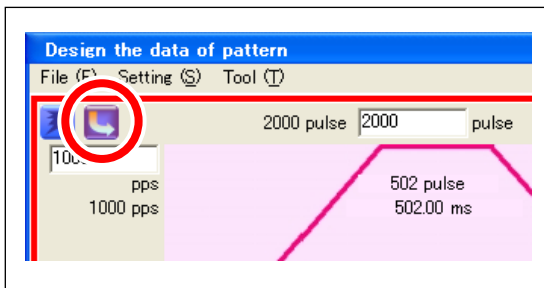 Design the data of pattern
File (F) Setting (S) Tool (T)
2000 pulse 2000 pulse
pps
502 pulse
1000 pps
502.00 ms